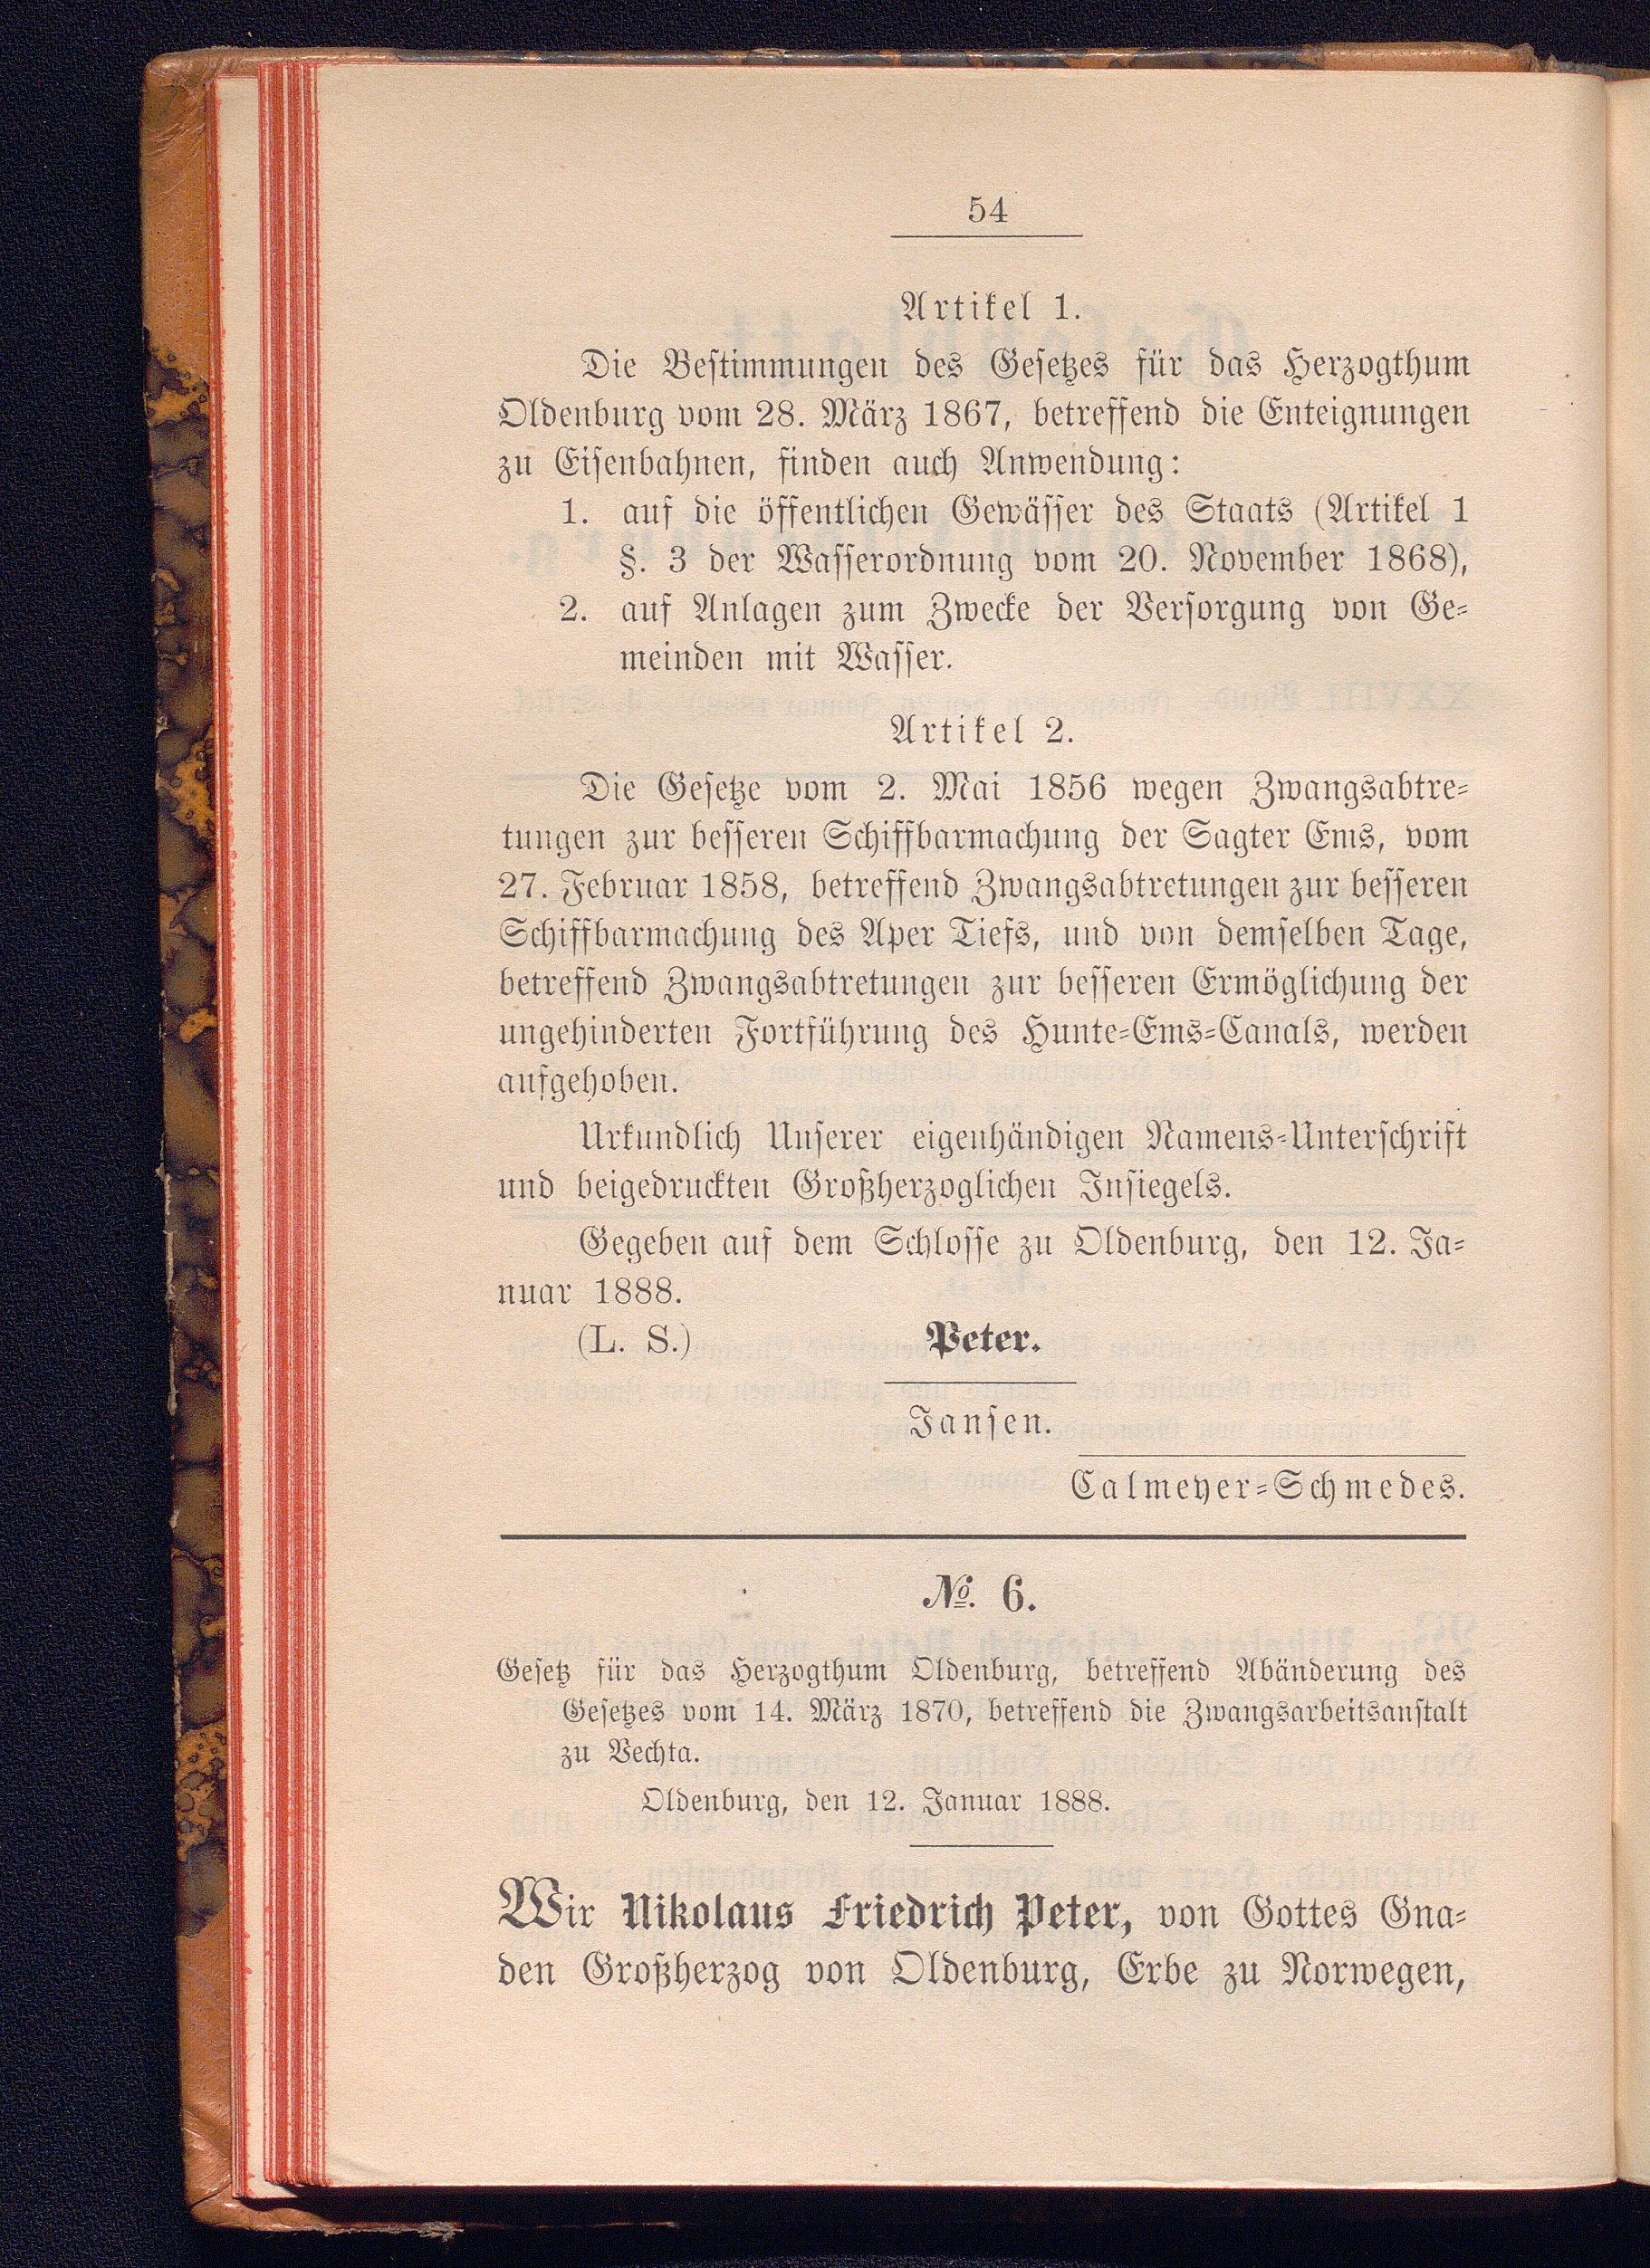 54
Artikel 1.
Die Bestimmungen des Gesetzes für das Herzogthum
Oldenburg vom 28. März 1867, betreffend die Enteignungen
zu Eisenbahnen, finden auch Anwendung:
1. auf die öffentlichen Gewässer des Staats (Artikel 1
§. 3 der Wasserordnung vom 20. November 1868),
2. auf Anlagen zum Zwecke der Versorgung von Ge-
meinden mit Wasser.
Artikel 2.
Die Gesetze vom 2. Mai 1856 wegen Zwangsabtre-
tungen zur besseren Schiffbarmachung der Sagter Ems, vom
27. Februar 1858, betreffend Zwangsabtretungen zur besseren
Schiffbarmachung des Aper Tiefs, und von demselben Tage,
betreffend Zwangsabtretungen zur besseren Ermöglichung der
ungehinderten Fortführung des Hunte-Ems-Canals, werden
aufgehoben.
Urkundlich Unserer eigenhändigen Namens-Unterschrift
und beigedruckten Großherzoglichen Insiegels.
Gegeben auf dem Schlosse zu Oldenburg, den 12. Ja-
nuar 1888.
(L. S.) Peter.
Jansen.
Calmeyer-Schmedes.
№. 6.
Gesetz für das Herzogthum Oldenburg, betreffend Abänderung des
Gesetzes vom 14. März 1870, betreffend die Zwangsarbeitsanstalt
zu Vechta.
Oldenburg, den 12. Januar 1888.
Wir Nikolaus Friedrich Peter, von Gottes Gna-
den Großherzog von Oldenburg, Erbe zu Norwegen,